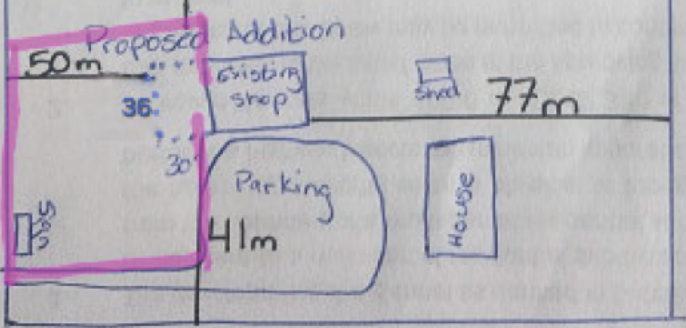 Proposed Addition
50m
Existing
shop
Shed
77m
36
30'
Parking
House
41m